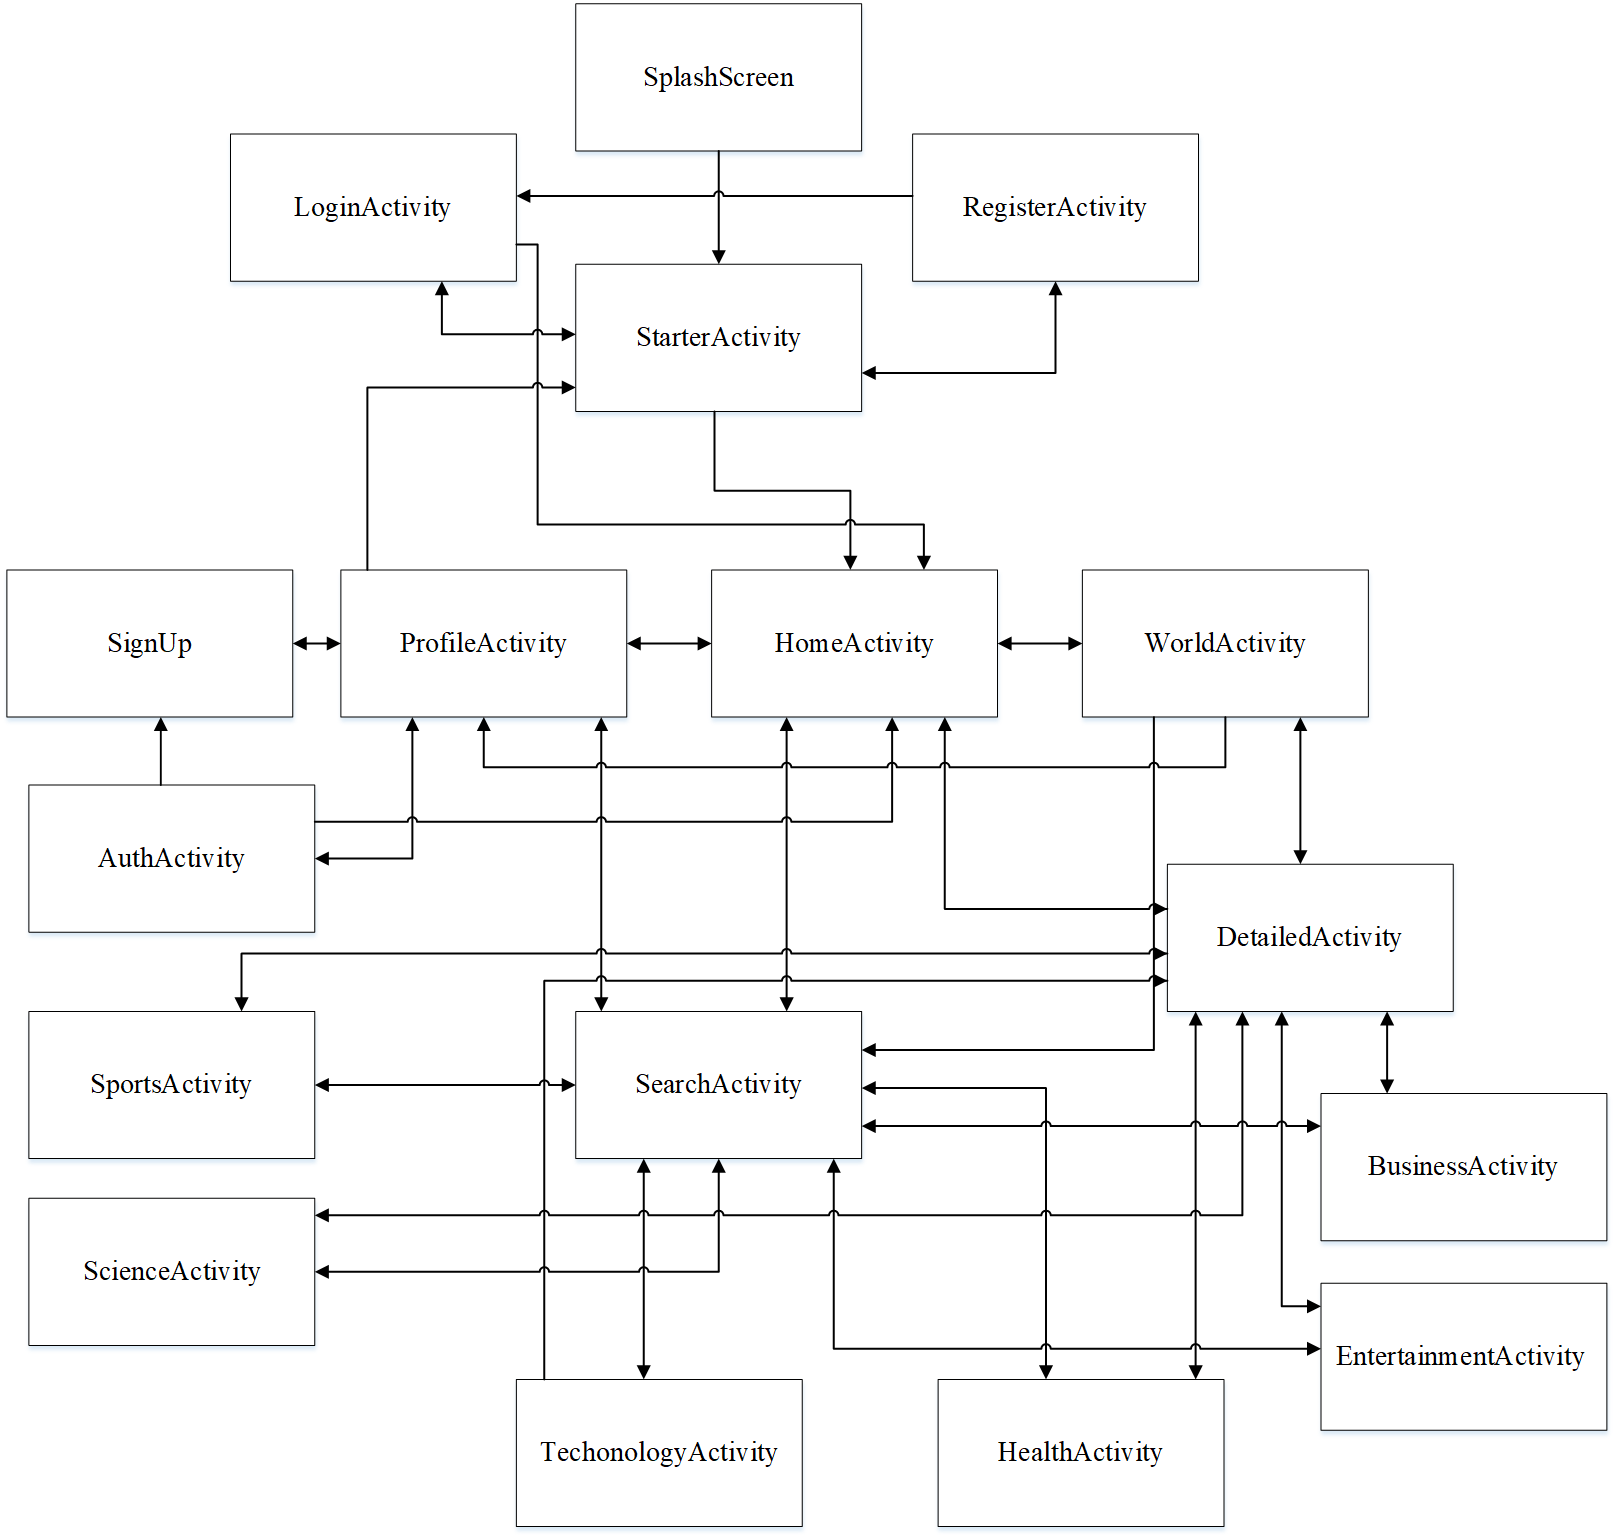 SplashScreen
LoginActivity
RegisterActivity
StarterActivity
SignUp
ProfileActivity
HomeActivity
WorldActivity
AuthActivity
DetailedActivity
SportsActivity
SearchActivity
BusinessActivity
ScienceActivity
EntertainmentActivity
TechonologyActivity
HealthActivity